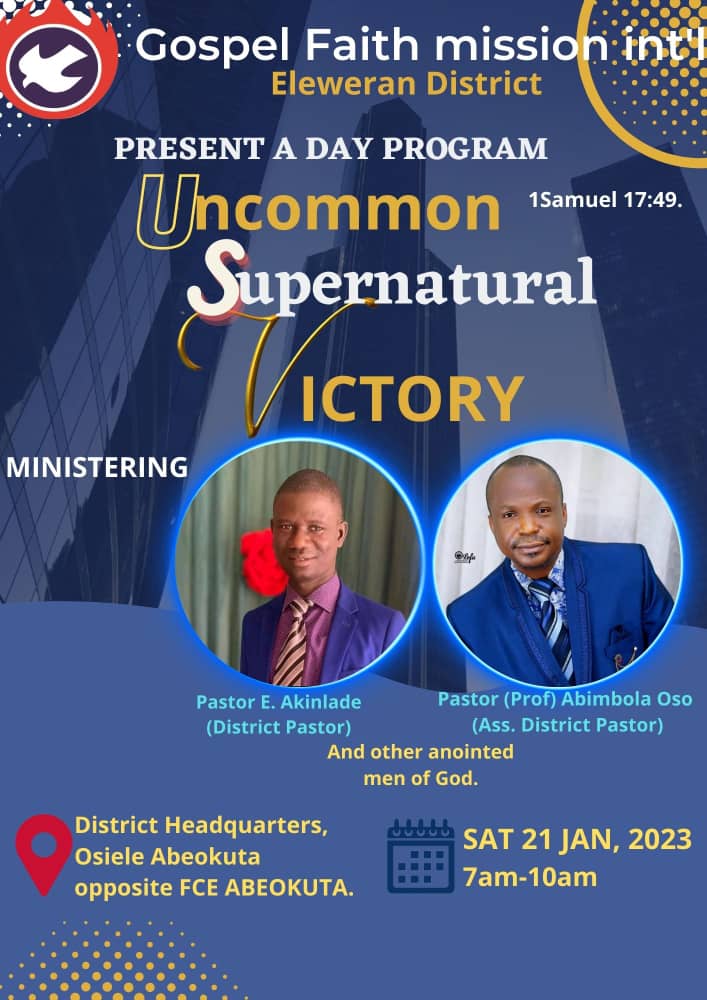 Gospel Faith mission int'l
Eleweran District
PRESENT A DAY PROGRAM
Uncommon
1Samuel 17:49.
Supernatural
VICTORY
MINISTERING
Pastor E. Akinlade
(District Pastor)
Pastor (Prof) Abimbola Oso
(Ass. District Pastor)
And other anointed
men of God.
District Headquarters,
Osiele Abeokuta
opposite FCE ABEOKUTA.
SAT 21 JAN, 2023
7am-10am